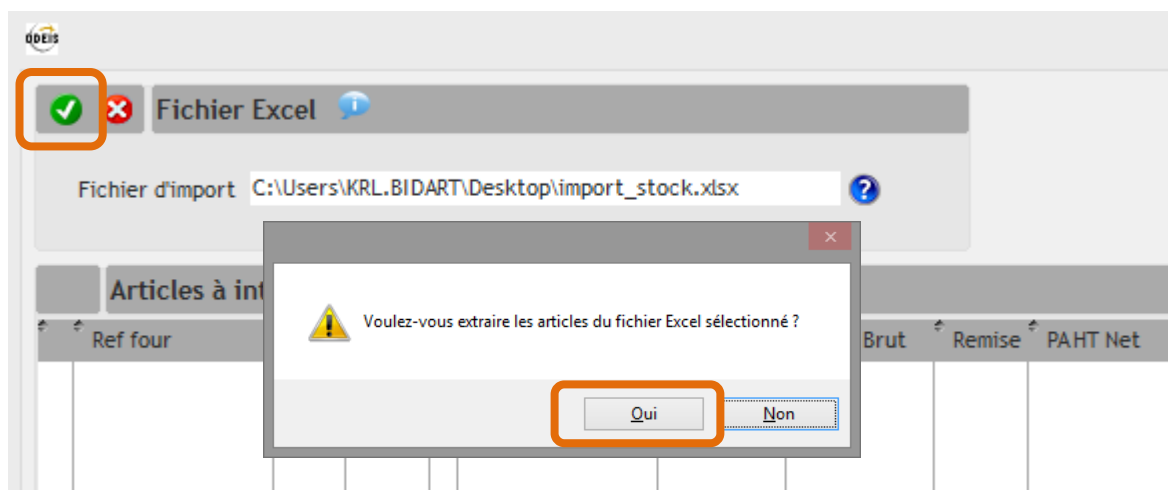 ODEIS
Fichier Excel
Fichier d'import C:\Users\KRL.BIDART\Desktop\import_stock.xlsx
Articles à int
Voulez-vous extraire les articles du fichier Excel sélectionné ?
Ref four Brut Remise PAHT Net
Oui Non